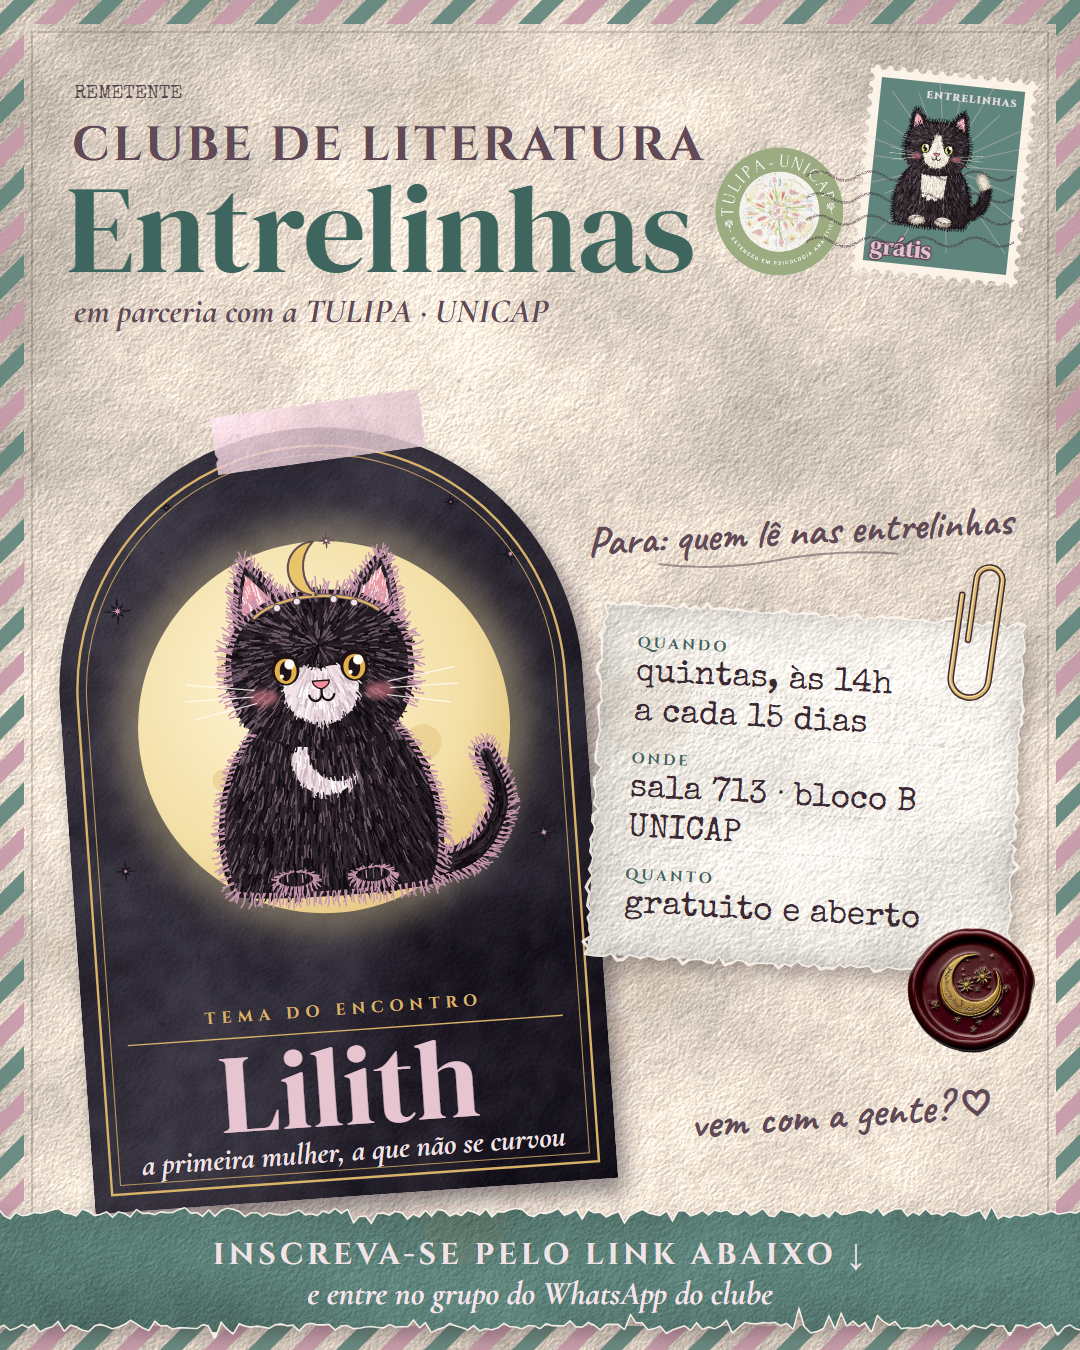 REMETENTE
CLUBE DE LITERATURA
Entrelinhas
em parceria com a TULIPA · UNICAP
TULIPA - UNICAP
EXTENSÃO EM PSICOLOGIA
ENTRELINHAS
grátis
Para: quem lê nas entrelinhas
QUANDO
quintas, às 14h
a cada 15 dias
ONDE
sala 713 · bloco B
UNICAP
QUANTO
gratuito e aberto
TEMA DO ENCONTRO
Lilith
a primeira mulher, a que não se curvou
vem com a gente?♡
INSCREVA-SE PELO LINK ABAIXO ↓
e entre no grupo do WhatsApp do clube